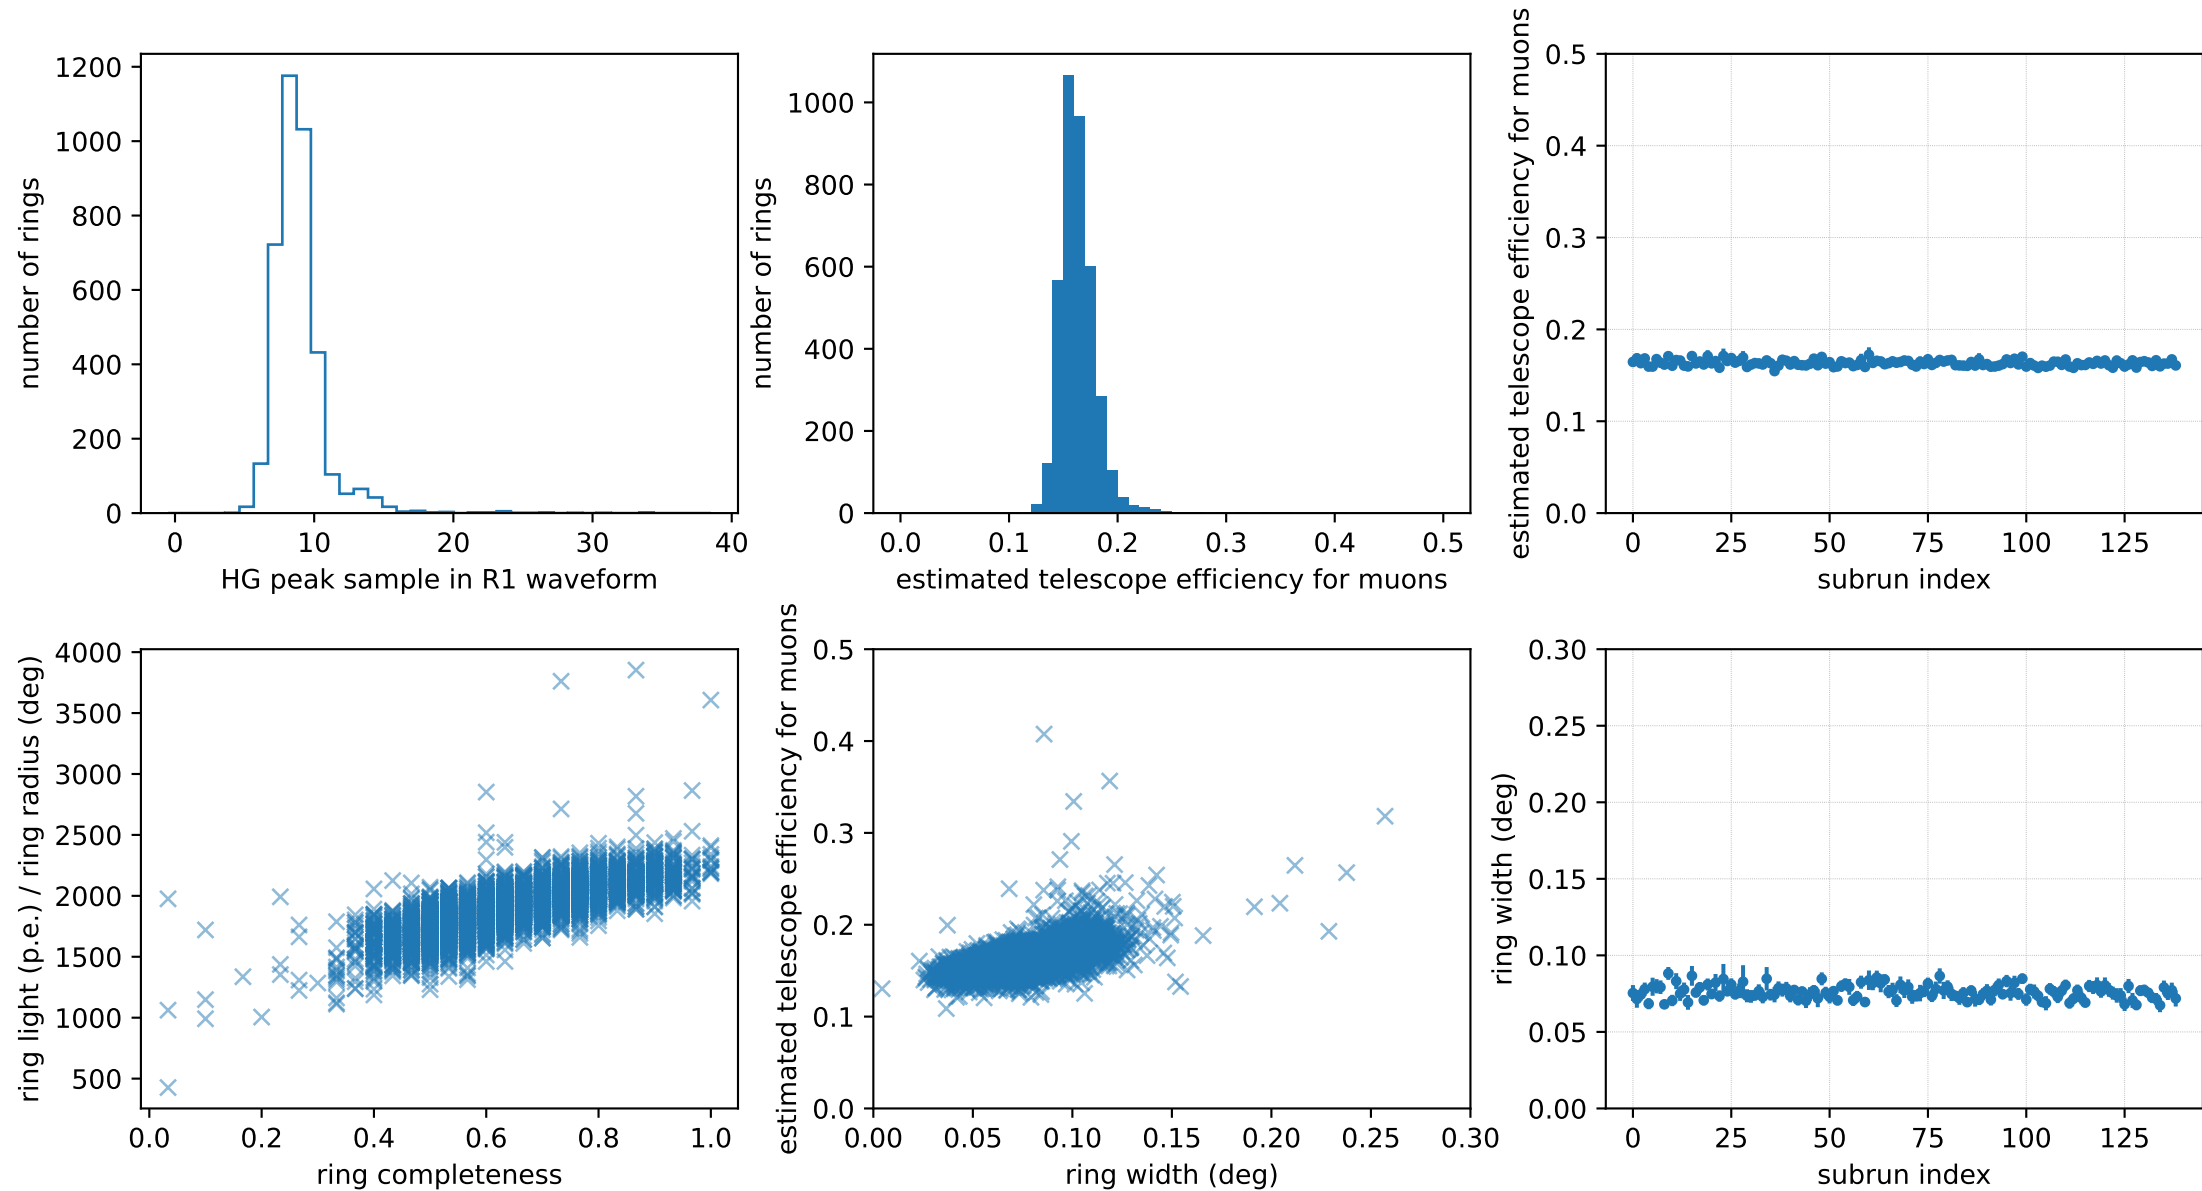 number of rings
1200
1000
800
600
400
200
0
0 10 20 30 40
HG peak sample in R1 waveform
number of rings
1000
800
600
400
200
0
0.0 0.1 0.2 0.3 0.4 0.5
estimated telescope efficiency for muons
estimated telescope efficiency for muons
0.5
0.4
0.3
0.2
0.1
0.0
0 25 50 75 100 125
subrun index
ring light (p.e.) / ring radius (deg)
4000
3500
3000
2500
2000
1500
1000
500
0.0 0.2 0.4 0.6 0.8 1.0
ring completeness
estimated telescope efficiency for muons
0.5
0.4
0.3
0.2
0.1
0.0
0.00 0.05 0.10 0.15 0.20 0.25 0.30
ring width (deg)
ring width (deg)
0.30
0.25
0.20
0.15
0.10
0.05
0.00
0 25 50 75 100 125
subrun index